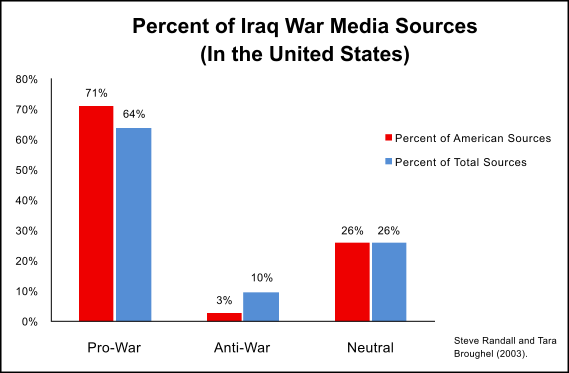 Percent of Iraq War Media Sources
(In the United States)
80%
70%
60%
50%
40%
30%
20%
10%
0%
71%
64%
3%
10%
26%
26%
Pro-War
Anti-War
Neutral
Percent of American Sources
Percent of Total Sources
Steve Randall and Tara
Broughel (2003).